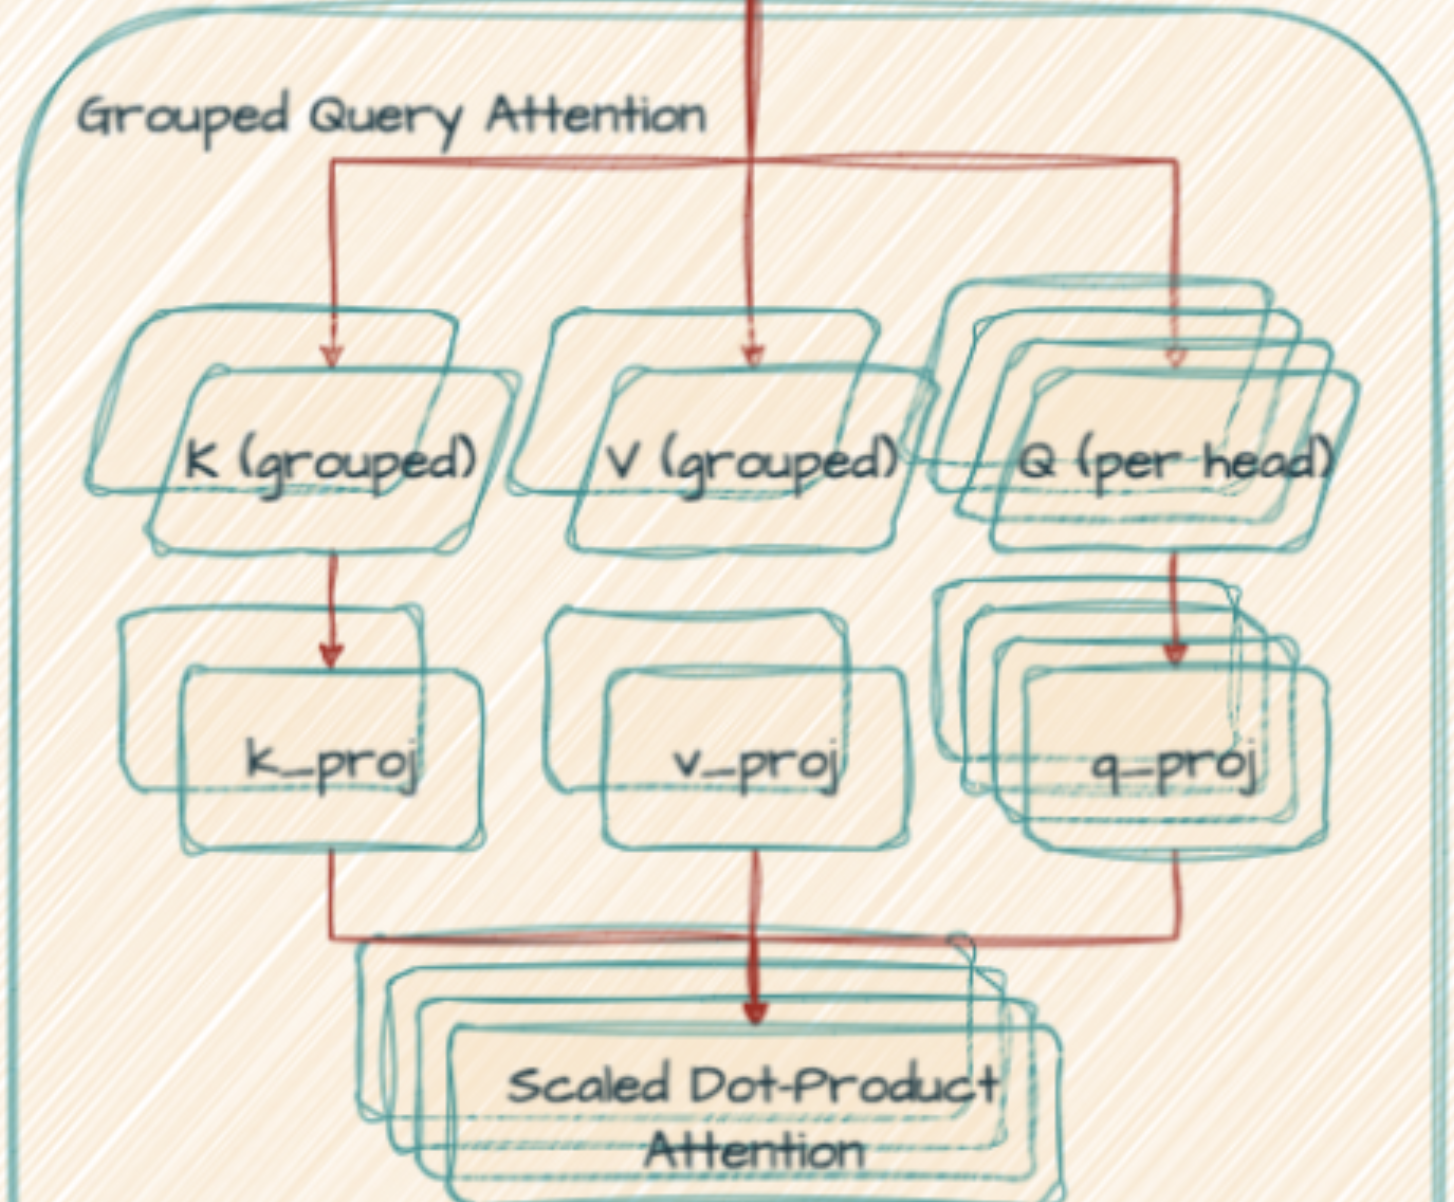 Grouped Query Attention
K (grouped)
V (grouped)
Q (per head)
k_proj
v_proj
q_proj
Scaled Dot-Product
Attention